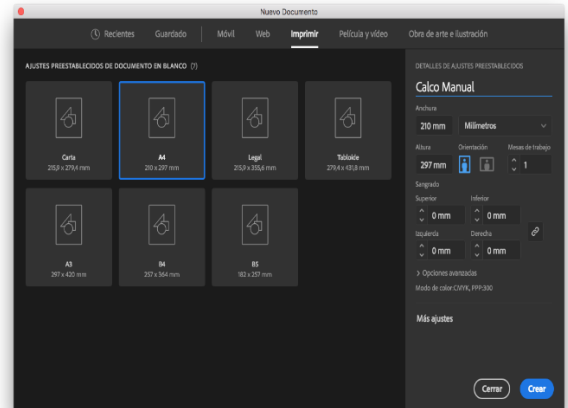 Nuevo Documento
Recientes Guardado Móvil Web Imprimir Película y vídeo Obra de arte e ilustración
AJUSTES PREESTABLECIDOS DE DOCUMENTO EN BLANCO (7)
Carta
215,9 x 279,4 mm
A4
210 x 297 mm
Legal
215,9 x 355,6 mm
Tabloide
279,4 x 431,8 mm
A3
297 x 420 mm
B4
257 x 364 mm
B5
182 x 257 mm
DETALLES DE AJUSTES PREESTABLECIDOS
Calco Manual
Anchura
210 mm Milímetros
Altura Orientación Mesas de trabajo
297 mm 1
Sangrado
Superior Inferior
0 mm 0 mm
Izquierda Derecha
0 mm 0 mm
> Opciones avanzadas
Modo de color:CMYK, PPP:300
Más ajustes
Cerrar Crear